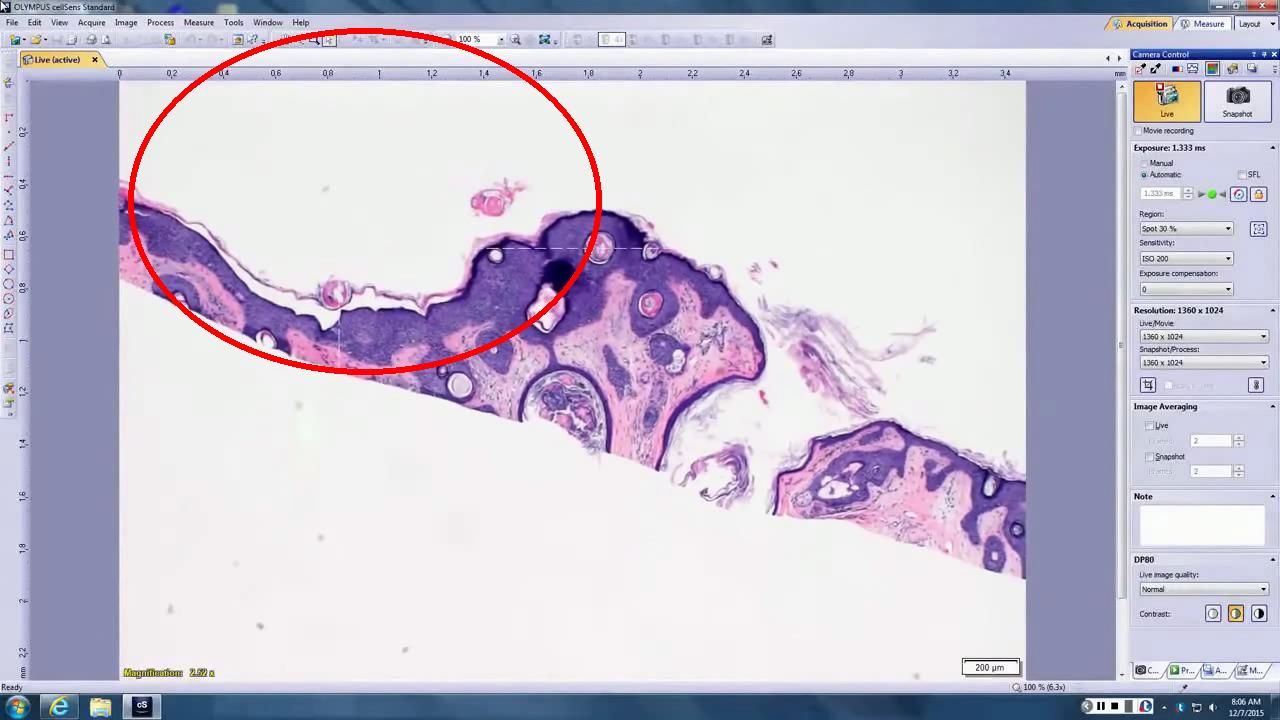 OLYMPUS cellSens Standard
File Edit View Acquire Image Process Measure Tools Window Help
Acquisition Measure Layout
100 %
Live (active)
Camera Control
0 0,2 0,4 0,6 0,8 1 1,2 1,4 1,6 1,8 2 2,2 2,4 2,6 2,8 3 3,2 3,4 mm
0,2
0,4
0,6
0,8
1
1,2
1,4
1,6
1,8
2
2,2
mm
Live Snapshot
Movie recording
Exposure: 1.333 ms
Manual
Automatic SFL
1.333 ms
Region:
Spot 30 %
Sensitivity:
ISO 200
Exposure compensation:
0
Resolution: 1360 x 1024
Live/Movie:
1360 x 1024
Snapshot/Process:
1360 x 1024
Image Averaging
Live
Frames: 2
Snapshot
Frames: 2
Note
DP80
Live image quality:
Normal
Contrast:
Magnification: 2.52 x
200 µm
C... Pr... A... M...
Ready
100 % (6.3x)
cS
8:06 AM
12/7/2015